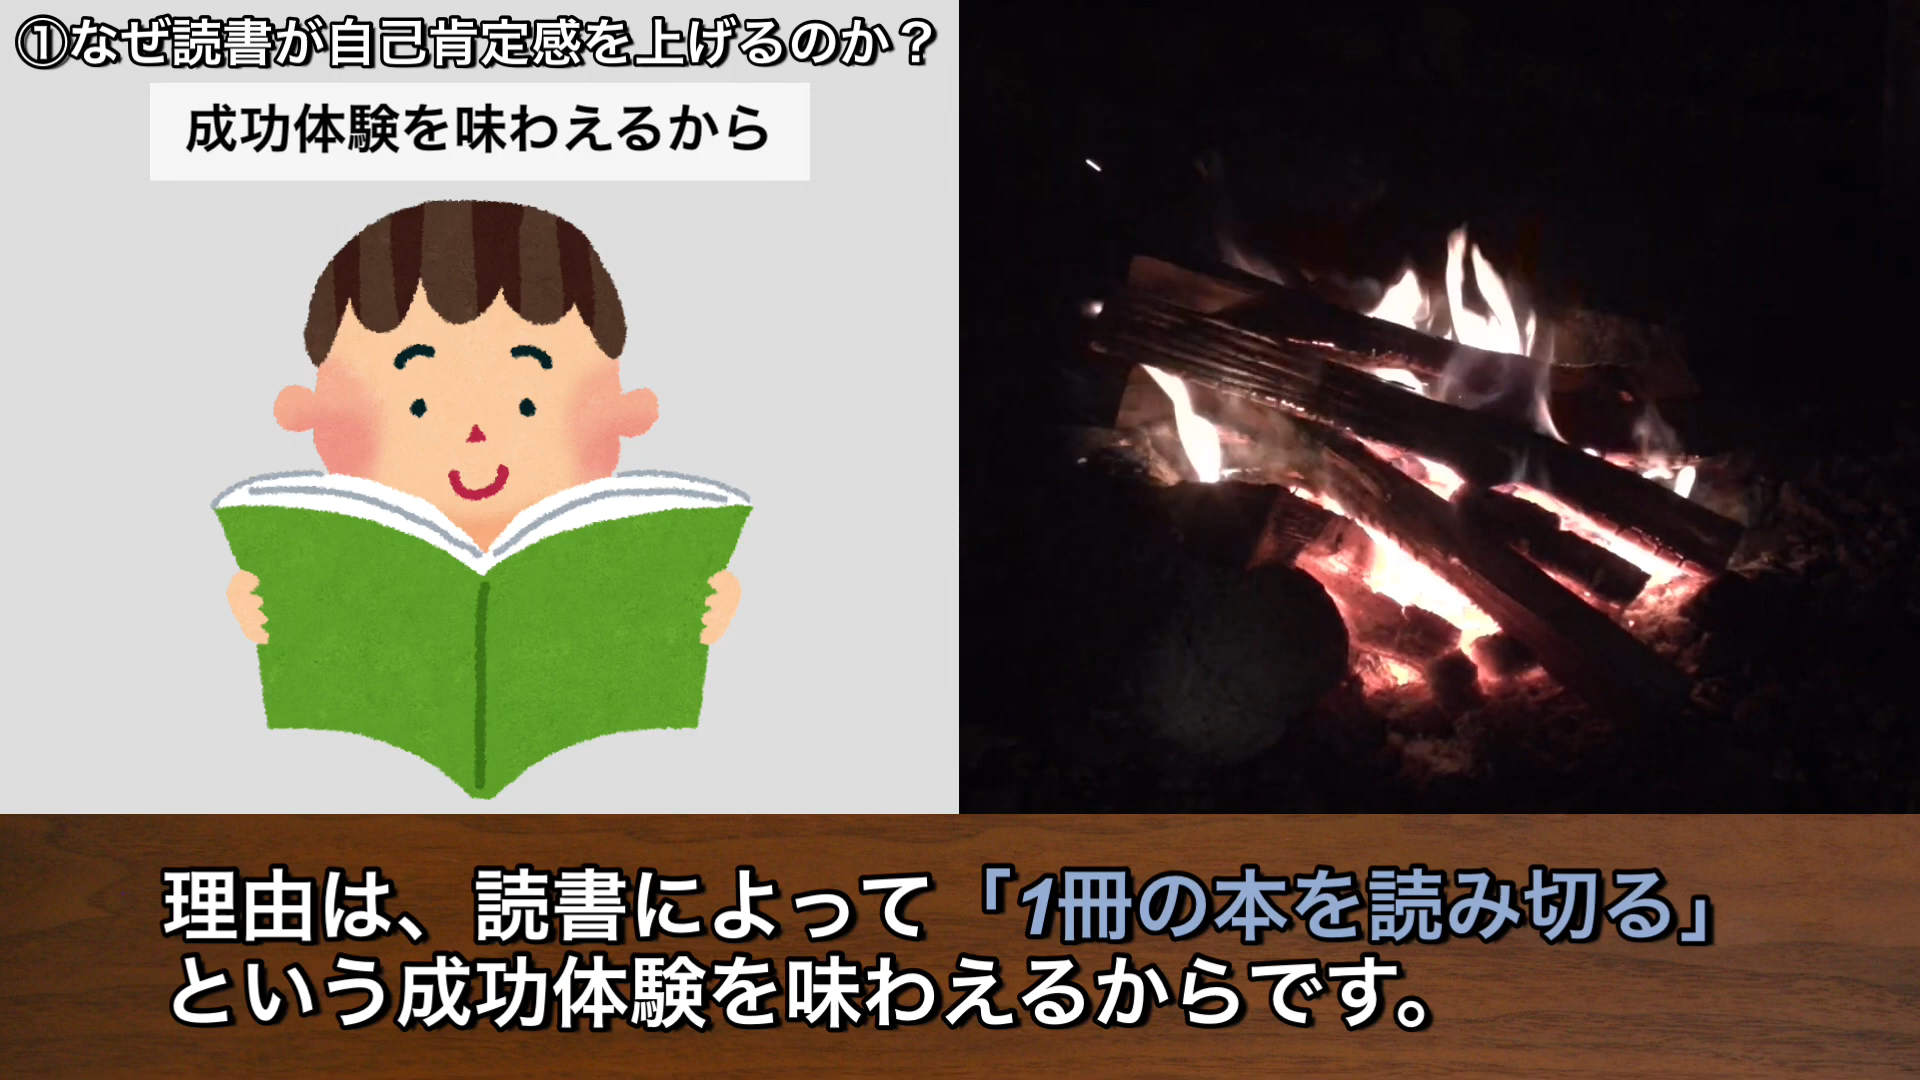 ①なぜ読書が自己肯定感を上げるのか？
成功体験を味わえるから
理由は、読書によって「1冊の本を読み切る」
という成功体験を味わえるからです。